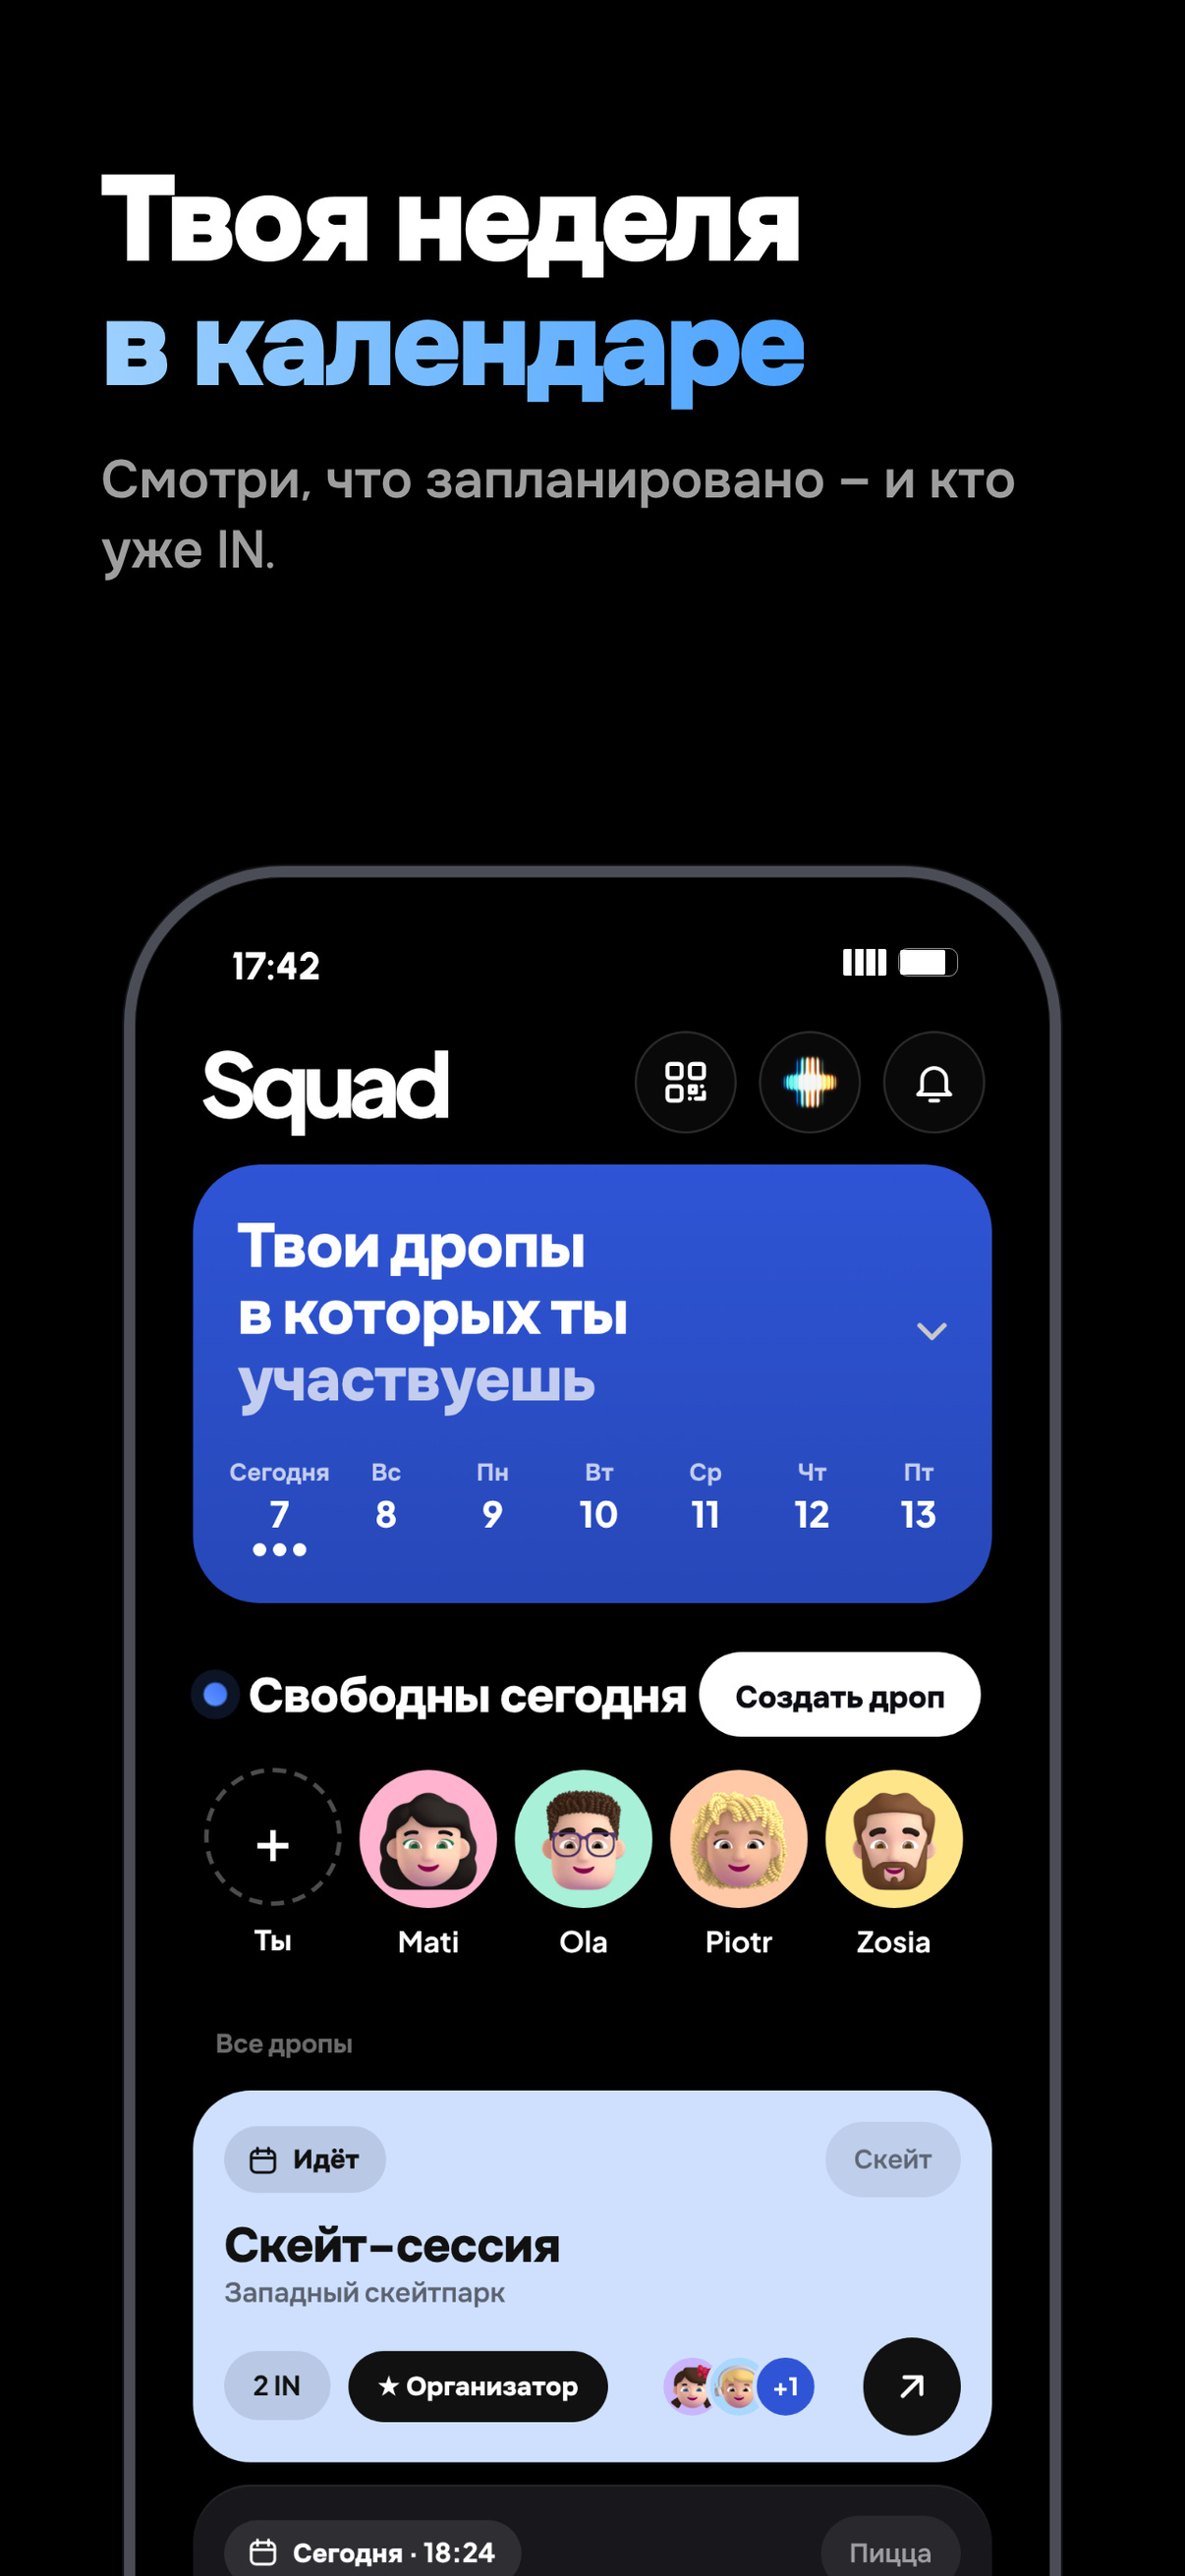 Твоя неделя
в календаре
Смотри, что запланировано – и кто
уже IN.
17:42
Squad
Твои дропы
в которых ты
участвуешь
Сегодня Вс Пн Вт Ср Чт Пт
7 8 9 10 11 12 13
Свободны сегодня Создать дроп
Ты Mati Ola Piotr Zosia
Все дропы
Идёт Скейт
Скейт-сессия
Западный скейтпарк
2 IN ★ Организатор +1
Сегодня · 18:24 Пицца